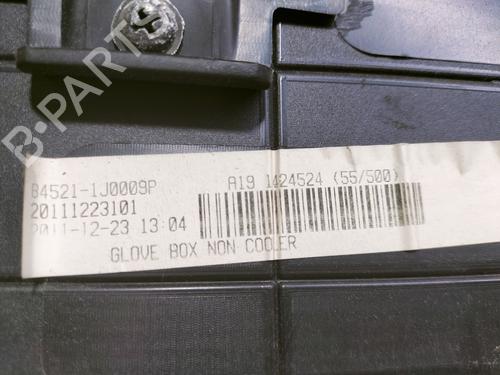 B-PARTS
84521-1J0009P
A19 1424524 (55/500)
20111223101
2011-12-23 13:04
GLOVE BOX NON COOLER